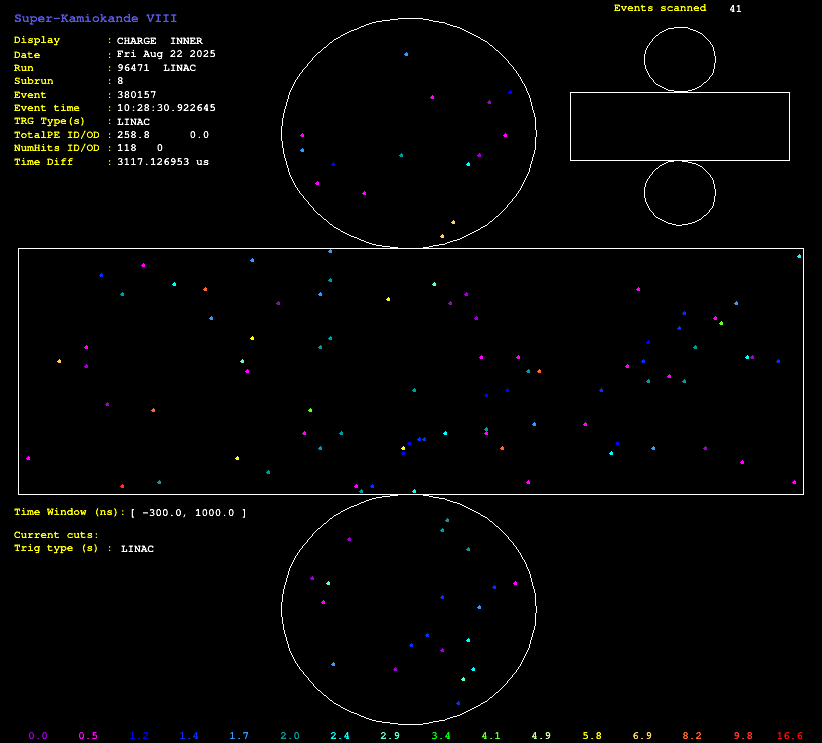 Super-Kamiokande VIII
Events scanned 41
Display : CHARGE INNER
Date : Fri Aug 22 2025
Run : 96471 LINAC
Subrun : 8
Event : 380157
Event time : 10:28:30.922645
TRG Type(s) : LINAC
TotalPE ID/OD : 258.8 0.0
NumHits ID/OD : 118 0
Time Diff : 3117.126953 us
Time Window (ns): [ -300.0, 1000.0 ]
Current cuts:
Trig type (s) : LINAC
0.0 0.5 1.2 1.4 1.7 2.0 2.4 2.9 3.4 4.1 4.9 5.8 6.9 8.2 9.8 16.6